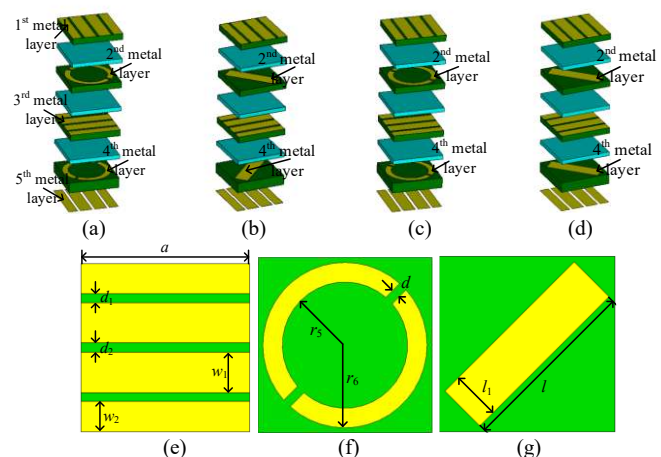 1st metal layer
2nd metal layer
3rd metal layer
4th metal layer
5th metal layer
2nd metal layer
4th metal layer
2nd metal layer
4th metal layer
2nd metal layer
4th metal layer
(a)
(b)
(c)
(d)
a
d1
d2
w1
w2
d
r5
r6
l1
l
(e)
(f)
(g)